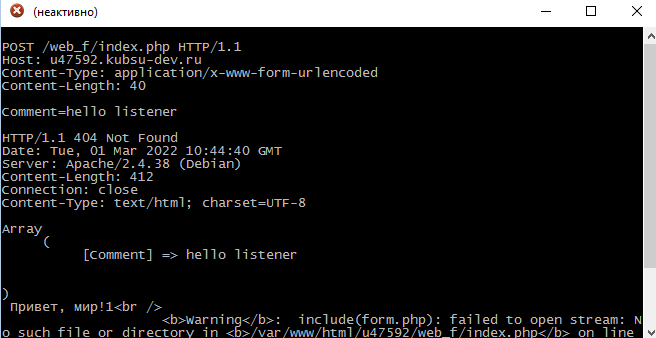 (неактивно)
POST /web_f/index.php HTTP/1.1
Host: u47592.kubsu-dev.ru
Content-Type: application/x-www-form-urlencoded
Content-Length: 40
Comment=hello listener
HTTP/1.1 404 Not Found
Date: Tue, 01 Mar 2022 10:44:40 GMT
Server: Apache/2.4.38 (Debian)
Content-Length: 412
Connection: close
Content-Type: text/html; charset=UTF-8
Array
(
[Comment] => hello listener
)
Привет, мир!1<br />
<b>Warning</b>:  include(form.php): failed to open stream: N
o such file or directory in <b>/var/www/html/u47592/web_f/index.php</b> on line